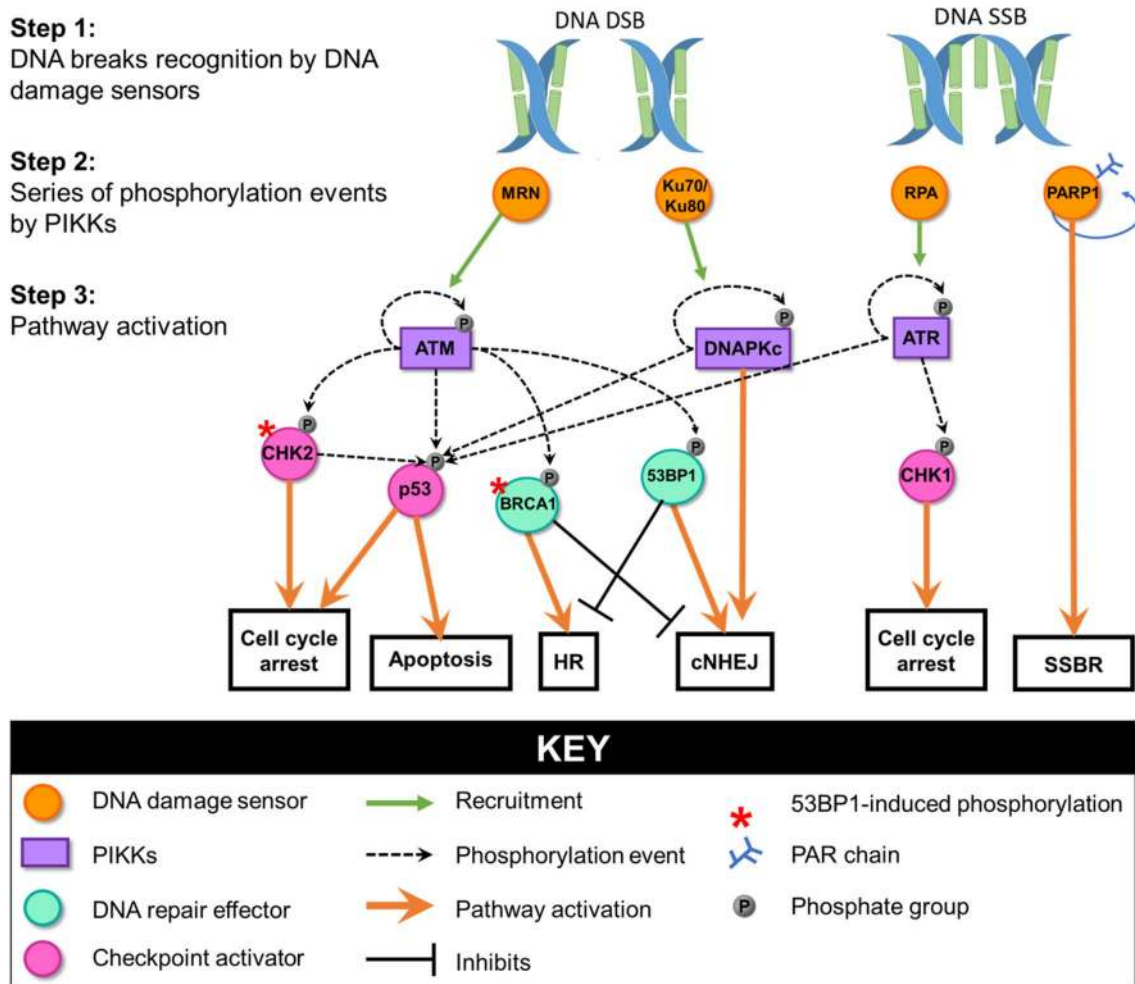 Step 1:
DNA breaks recognition by DNA
damage sensors
Step 2:
Series of phosphorylation events
by PIKKs
Step 3:
Pathway activation
DNA DSB
DNA SSB
MRN
Ku70/
Ku80
RPA
PARP1
P
P
P
ATM
DNAPKc
ATR
P
P
P
P
P
*
CHK2
p53
*
BRCA1
53BP1
CHK1
Cell cycle
arrest
Apoptosis
HR
cNHEJ
Cell cycle
arrest
SSBR
KEY
DNA damage sensor
Recruitment
* 53BP1-induced phosphorylation
PIKKs
Phosphorylation event
PAR chain
DNA repair effector
Pathway activation
P Phosphate group
Checkpoint activator
Inhibits